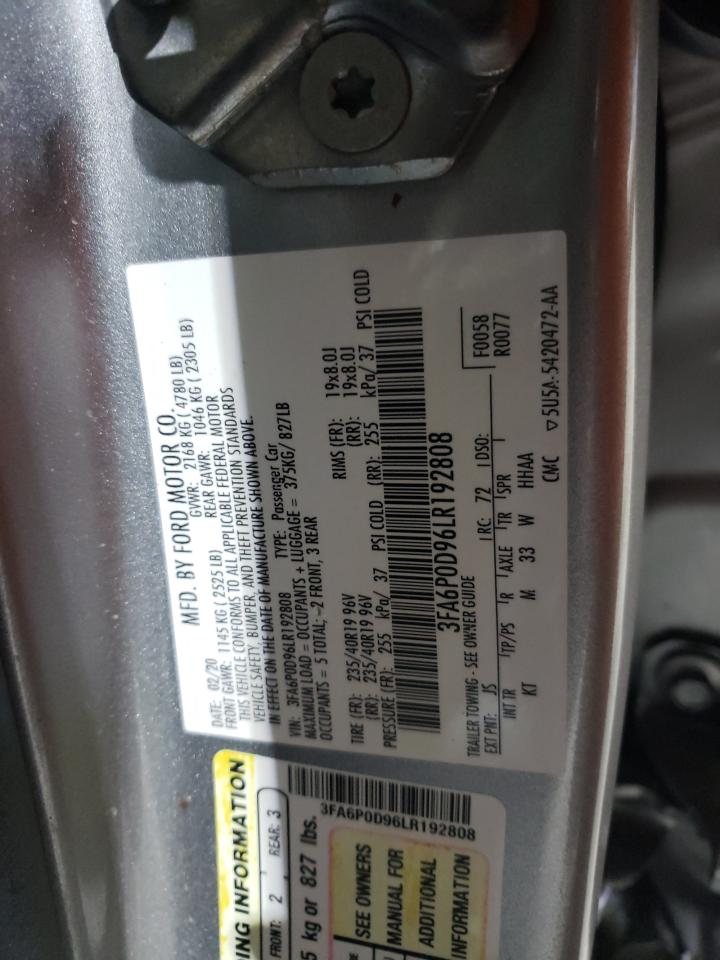 MFD. BY FORD MOTOR CO.
DATE: 02/20 GVWR: 2168 KG ( 4780 LB)
FRONT GAWR: 1145 KG ( 2525 LB) REAR GAWR: 1046 KG ( 2305 LB)
THIS VEHICLE CONFORMS TO ALL APPLICABLE FEDERAL MOTOR
VEHICLE SAFETY, BUMPER, AND THEFT PREVENTION STANDARDS
IN EFFECT ON THE DATE OF MANUFACTURE SHOWN ABOVE.
VIN: 3FA6P0D96LR192808 TYPE: Passenger Car
MAXIMUM LOAD = OCCUPANTS + LUGGAGE = 375KG/ 827LB
OCCUPANTS = 5 TOTAL; -2 FRONT, 3 REAR
TIRE (FR): 235/40R19 96V RIMS (FR): 19x8.0J
(RR): 235/40R19 96V (RR): 19x8.0J
PRESSURE (FR): 255 kPa/ 37 PSI COLD (RR): 255 kPa/ 37 PSI COLD
3FA6P0D96LR192808
TRAILER TOWING - SEE OWNER GUIDE
F0058
EXT PNT: JS RC: 72 DSO: R0077
INT TR TP/PS R AXLE TR SPR
KT M 33 W HHAA
CMC ▽5U5A-5420472-AA
ING INFORMATION
FRONT: 2 REAR: 3
3FA6P0D96LR192808
5 kg or 827 lbs.
SEE OWNERS
MANUAL FOR
ADDITIONAL
INFORMATION